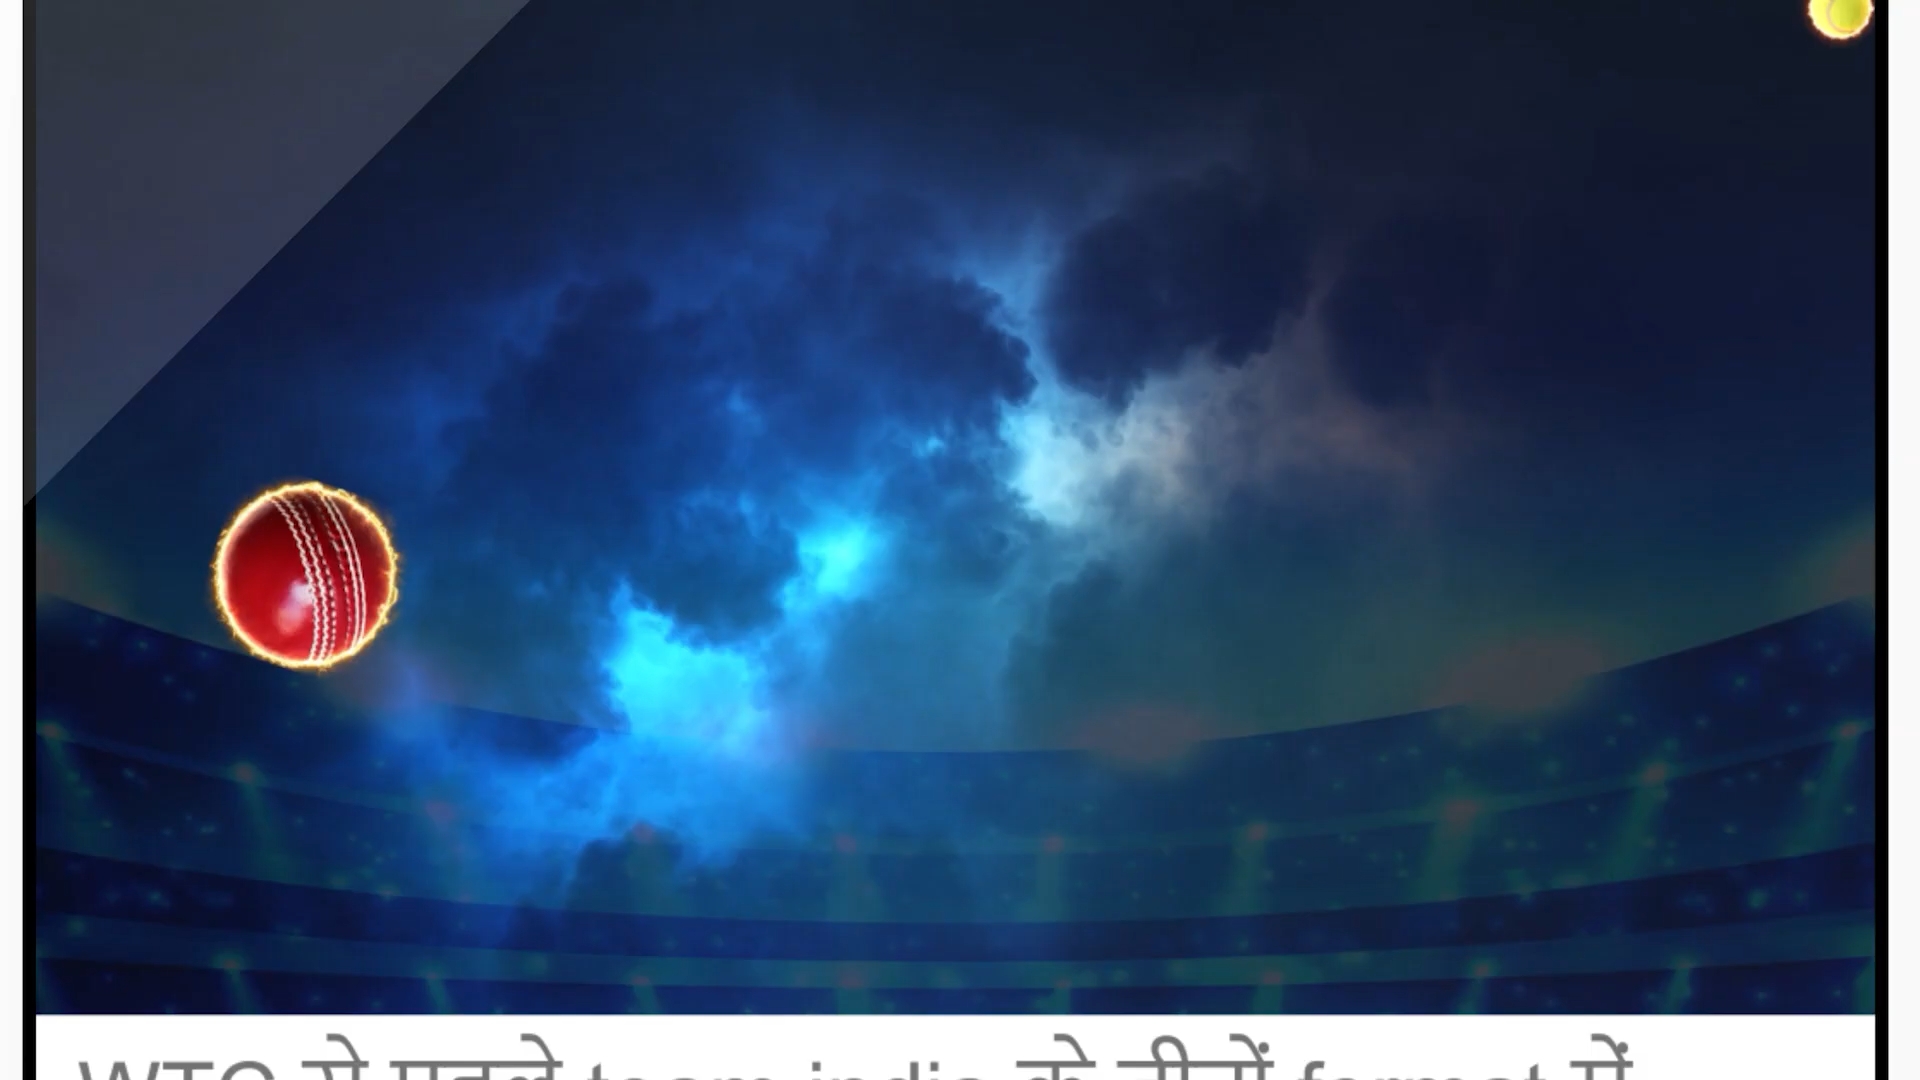 WTC से पहले team india के तीनों format में